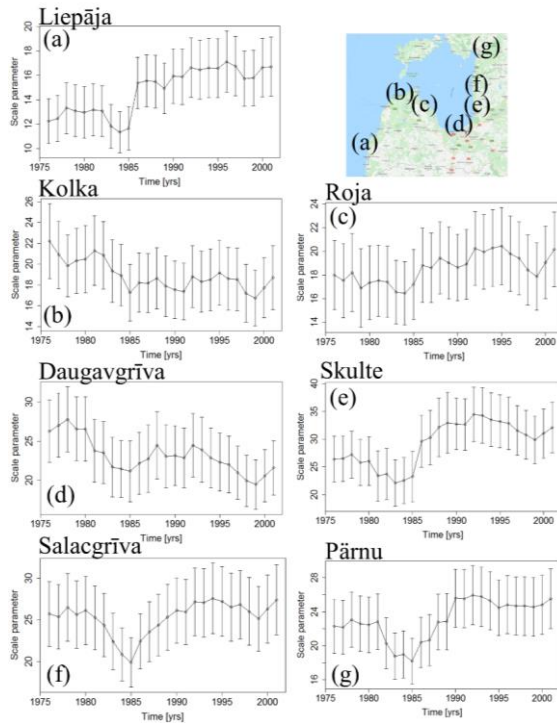 Liepāja
(a)
Scale parameter
16
14
12
10
1975 1980 1985 1990 1995 2000
Time [yrs]
(g)
(f)
(b)
(c)
(e)
(d)
(a)
Kolka
Scale parameter
26
24
22
20
18
16
14
(b)
1975 1980 1985 1990 1995 2000
Time [yrs]
Roja
(c)
Scale parameter
24
22
20
18
16
14
1975 1980 1985 1990 1995 2000
Time [yrs]
Daugavgrīva
Scale parameter
30
25
20
(d)
1975 1980 1985 1990 1995 2000
Time [yrs]
Skulte
(e)
Scale parameter
40
35
30
25
20
1975 1980 1985 1990 1995 2000
Time [yrs]
Salacgrīva
Scale parameter
30
25
20
(f)
1975 1980 1985 1990 1995 2000
Time [yrs]
Pärnu
Scale parameter
28
24
20
16
(g)
1975 1980 1985 1990 1995 2000
Time [yrs]